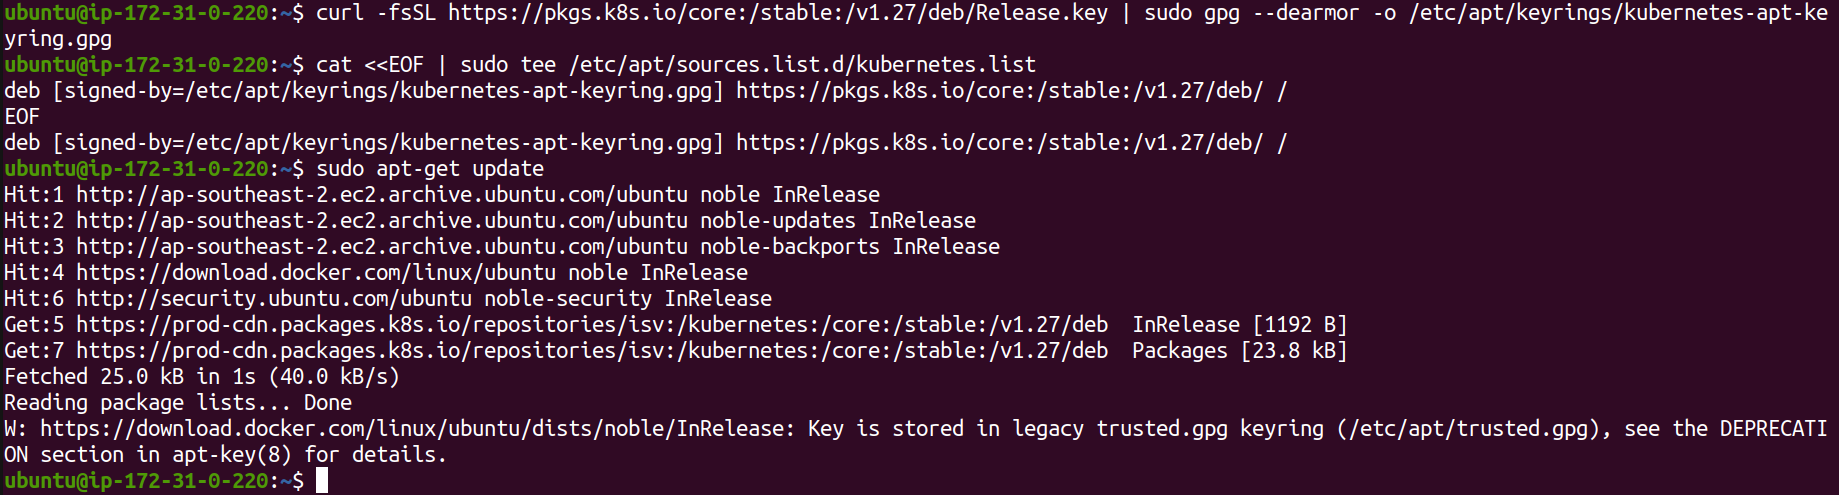 ubuntu@ip-172-31-0-220:~$ curl -fsSL https://pkgs.k8s.io/core:/stable:/v1.27/deb/Release.key | sudo gpg --dearmor -o /etc/apt/keyrings/kubernetes-apt-ke
yring.gpg
ubuntu@ip-172-31-0-220:~$ cat <<EOF | sudo tee /etc/apt/sources.list.d/kubernetes.list
deb [signed-by=/etc/apt/keyrings/kubernetes-apt-keyring.gpg] https://pkgs.k8s.io/core:/stable:/v1.27/deb/ /
EOF
deb [signed-by=/etc/apt/keyrings/kubernetes-apt-keyring.gpg] https://pkgs.k8s.io/core:/stable:/v1.27/deb/ /
ubuntu@ip-172-31-0-220:~$ sudo apt-get update
Hit:1 http://ap-southeast-2.ec2.archive.ubuntu.com/ubuntu noble InRelease
Hit:2 http://ap-southeast-2.ec2.archive.ubuntu.com/ubuntu noble-updates InRelease
Hit:3 http://ap-southeast-2.ec2.archive.ubuntu.com/ubuntu noble-backports InRelease
Hit:4 https://download.docker.com/linux/ubuntu noble InRelease
Hit:6 http://security.ubuntu.com/ubuntu noble-security InRelease
Get:5 https://prod-cdn.packages.k8s.io/repositories/isv:/kubernetes:/core:/stable:/v1.27/deb  InRelease [1192 B]
Get:7 https://prod-cdn.packages.k8s.io/repositories/isv:/kubernetes:/core:/stable:/v1.27/deb  Packages [23.8 kB]
Fetched 25.0 kB in 1s (40.0 kB/s)
Reading package lists... Done
W: https://download.docker.com/linux/ubuntu/dists/noble/InRelease: Key is stored in legacy trusted.gpg keyring (/etc/apt/trusted.gpg), see the DEPRECATI
ON section in apt-key(8) for details.
ubuntu@ip-172-31-0-220:~$